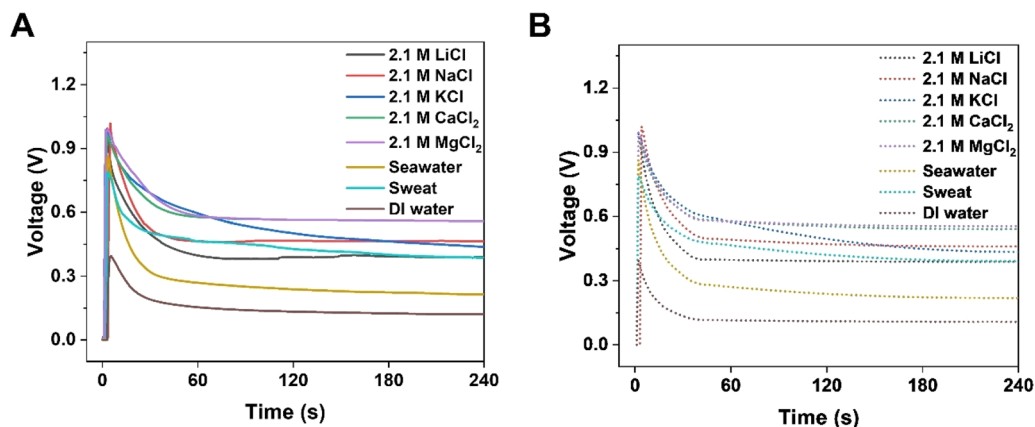 A
Voltage (V)
1.2
0.9
0.6
0.3
0.0
2.1 M LiCl
2.1 M NaCl
2.1 M KCl
2.1 M CaCl₂
2.1 M MgCl₂
Seawater
Sweat
DI water
0 60 120 180 240
Time (s)
B
Voltage (V)
1.2
0.9
0.6
0.3
0.0
2.1 M LiCl
2.1 M NaCl
2.1 M KCl
2.1 M CaCl₂
2.1 M MgCl₂
Seawater
Sweat
DI water
0 60 120 180 240
Time (s)